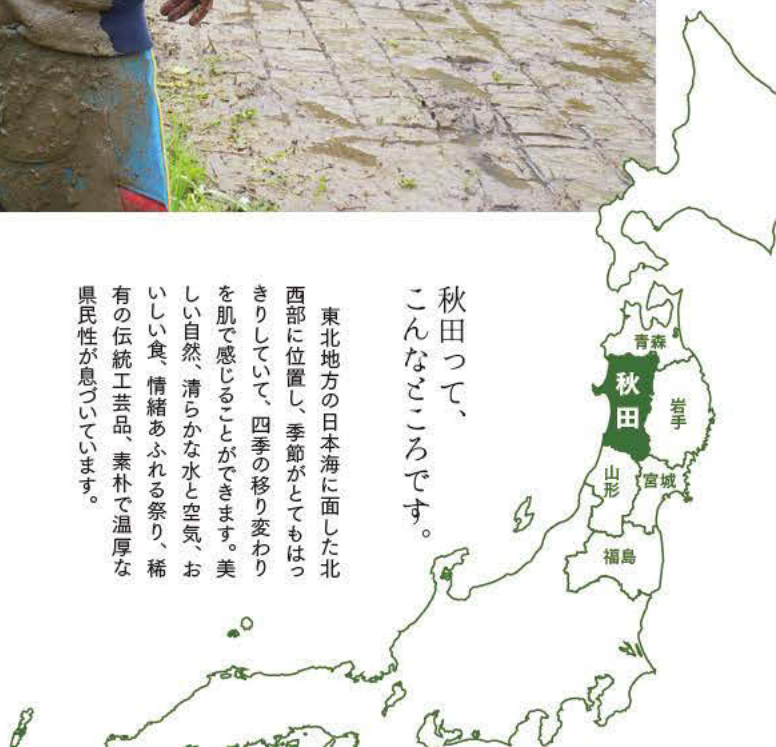 秋田って、
こんなところです。
東北地方の日本海に面した北
西部に位置し、季節がとてもはっ
きりしていて、四季の移り変わり
を肌で感じることができます。美
しい自然、清らかな水と空気、お
いしい食、情緒あふれる祭り、稀
有の伝統工芸品、素朴で温厚な
県民性が息づいています。
青森
秋田
岩手
山形
宮城
福島